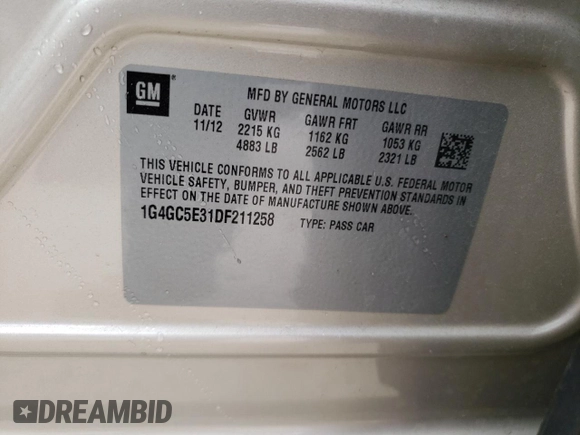 GM
MFD BY GENERAL MOTORS LLC
DATE GVWR GAWR FRT GAWR RR
11/12 2215 KG 1162 KG 1053 KG
4883 LB 2562 LB 2321 LB
THIS VEHICLE CONFORMS TO ALL APPLICABLE U.S. FEDERAL MOTOR
VEHICLE SAFETY, BUMPER, AND THEFT PREVENTION STANDARDS IN
EFFECT ON THE DATE OF MANUFACTURE SHOWN ABOVE.
1G4GC5E31DF211258 TYPE: PASS CAR
DREAMBID